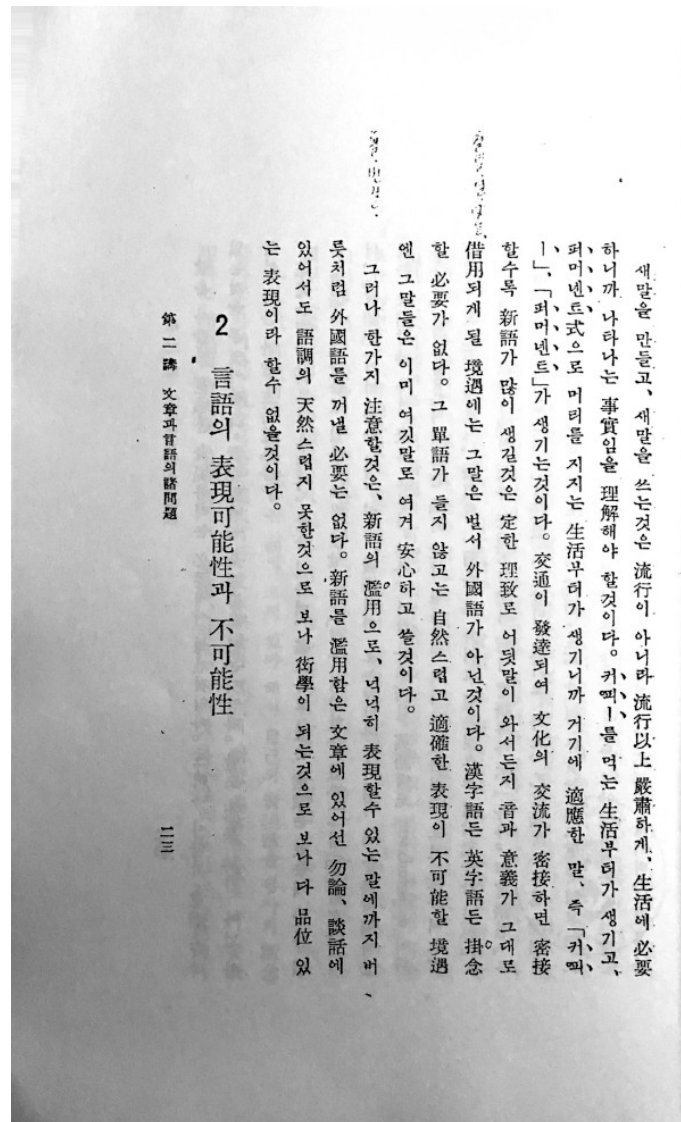 새말을 만들고, 새말을 쓰는것은 流行이 아니라 流行以上 嚴肅하게, 生活에 必要
하니까 나타나는 事實임을 理解해야 할것이다. 커피ー를 먹는 生活부터가 생기고,
퍼머넨트式으로 머리를 지지는 生活부터가 생기니까 거기에 適應한 말, 즉「커피
ー」,「퍼머넨트」가 생기는것이다. 交通이 發達되여 文化의 交流가 密接하면 密接
할수록 新語가 많이 생길것은 定한 理致로 어딋말이 와서든지 音과 意義가 그대로
借用되게 될 境遇에는 그말은 벌서 外國語가 아닌것이다. 漢字語든 英字語든 掛念
할 必要가 없다. 그 單語가 들지 않고는 自然스럽고 適確한 表現이 不可能할 境遇
엔 그말들은 이미 여깃말로 여겨 安心하고 쓸것이다.
그러나 한가지 注意할것은, 新語의 濫用으로, 넉넉히 表現할수 있는 말에까지 버
릇처럼 外國語를 꺼낼 必要는 없다. 新語를 濫用함은 文章에 있어선 勿論, 談話에
있어서도 語調의 天然스럽지 못한것으로 보나 衒學이 되는것으로 보나 다 品位 있
는 表現이라 할수 없을것이다.
2 言語의 表現可能性과 不可能性
第二講 文章과言語의諸問題
二三